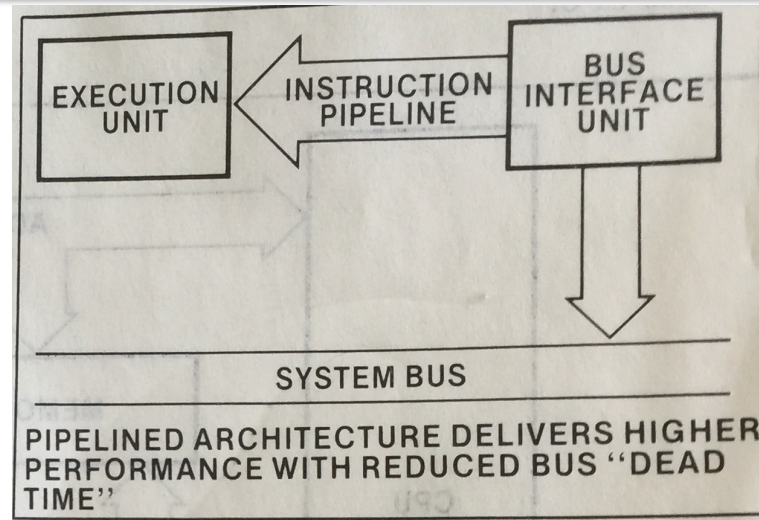 EXECUTION
UNIT
INSTRUCTION
PIPELINE
BUS
INTERFACE
UNIT
SYSTEM BUS
PIPELINED ARCHITECTURE DELIVERS HIGHER
PERFORMANCE WITH REDUCED BUS “DEAD
TIME”
CPU